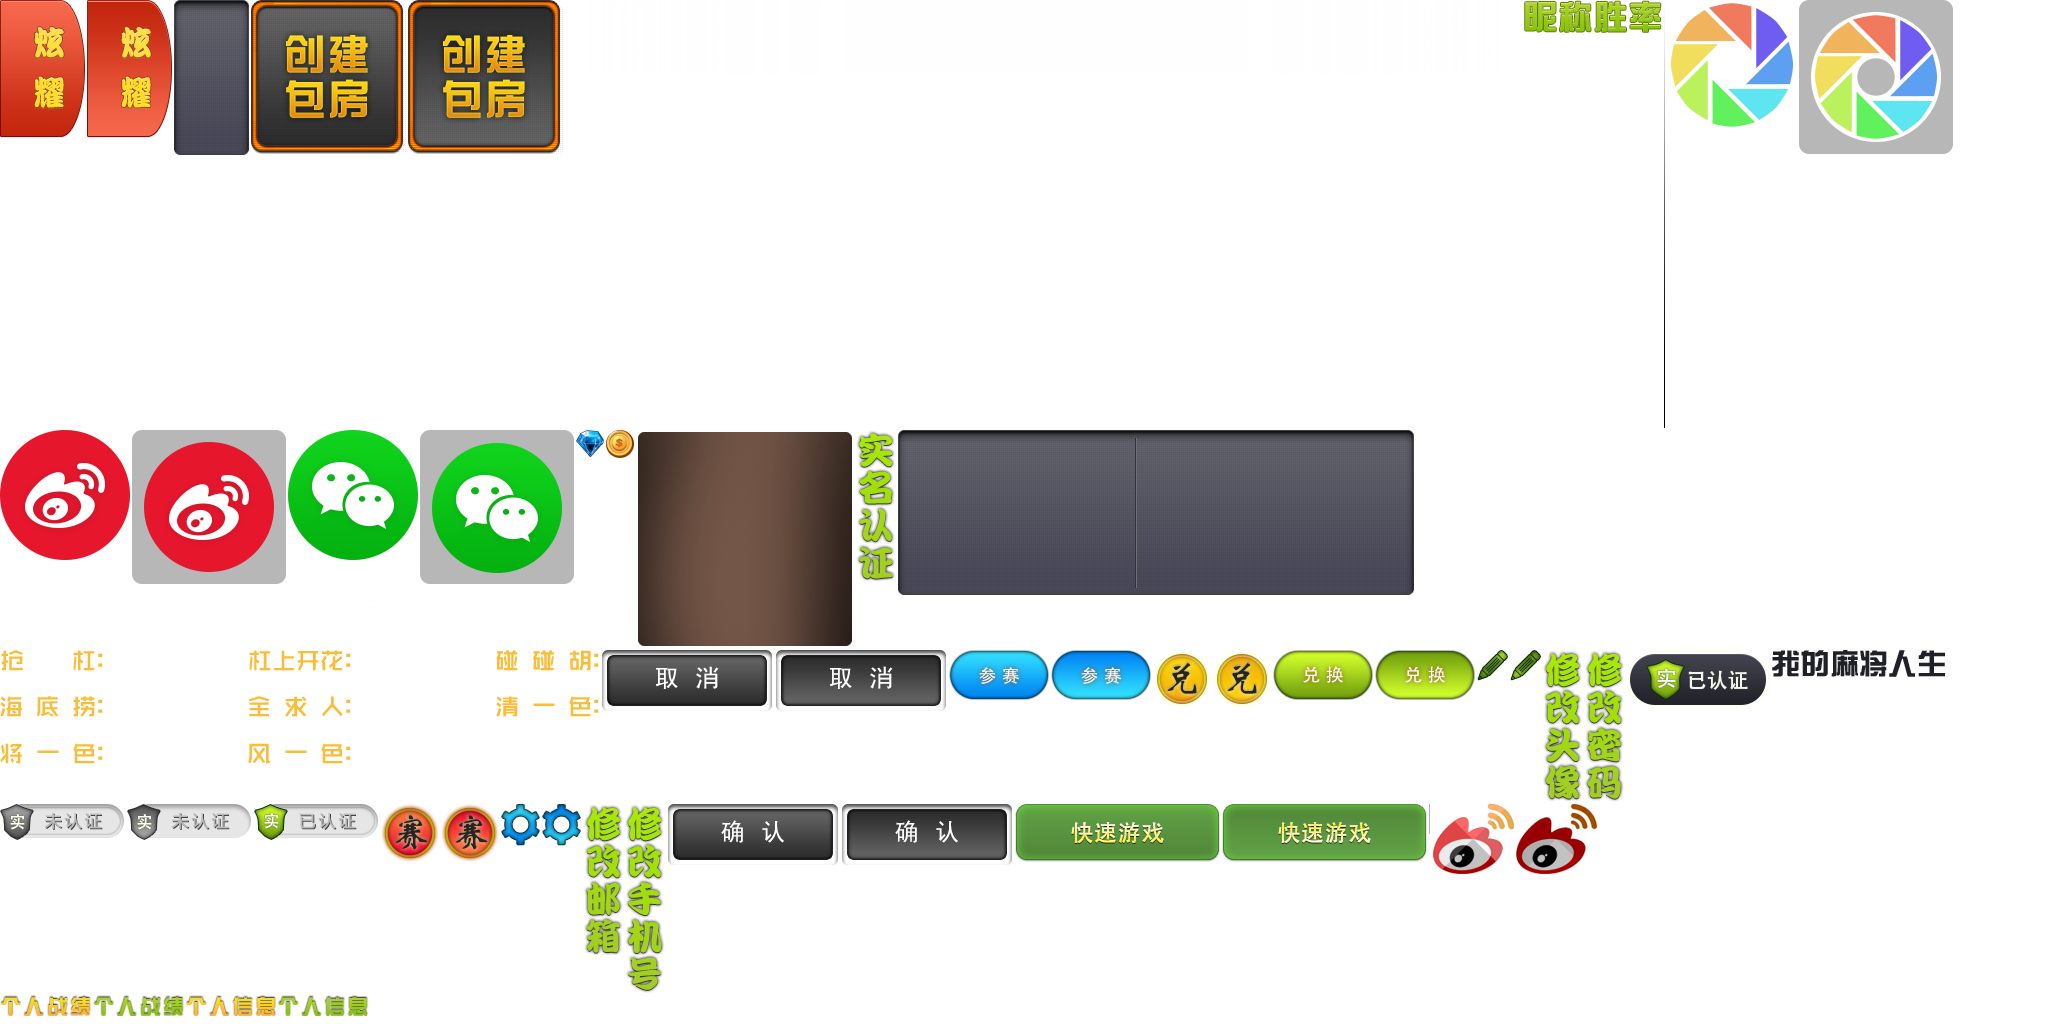 炫耀
炫耀
创建
包房
创建
包房
昵称胜率
实名认证
抢杠:
杠上开花:
碰碰胡:
海底捞:
全求人:
清一色:
将一色:
风一色:
取消
取消
参赛
参赛
兑
兑
兑换
兑换
修改头像
修改密码
实 已认证
我的麻将人生
实 未认证
实 未认证
实 已认证
赛
赛
修改邮箱
修改手机号
确认
确认
快速游戏
快速游戏
个人战绩个人战绩个人信息个人信息